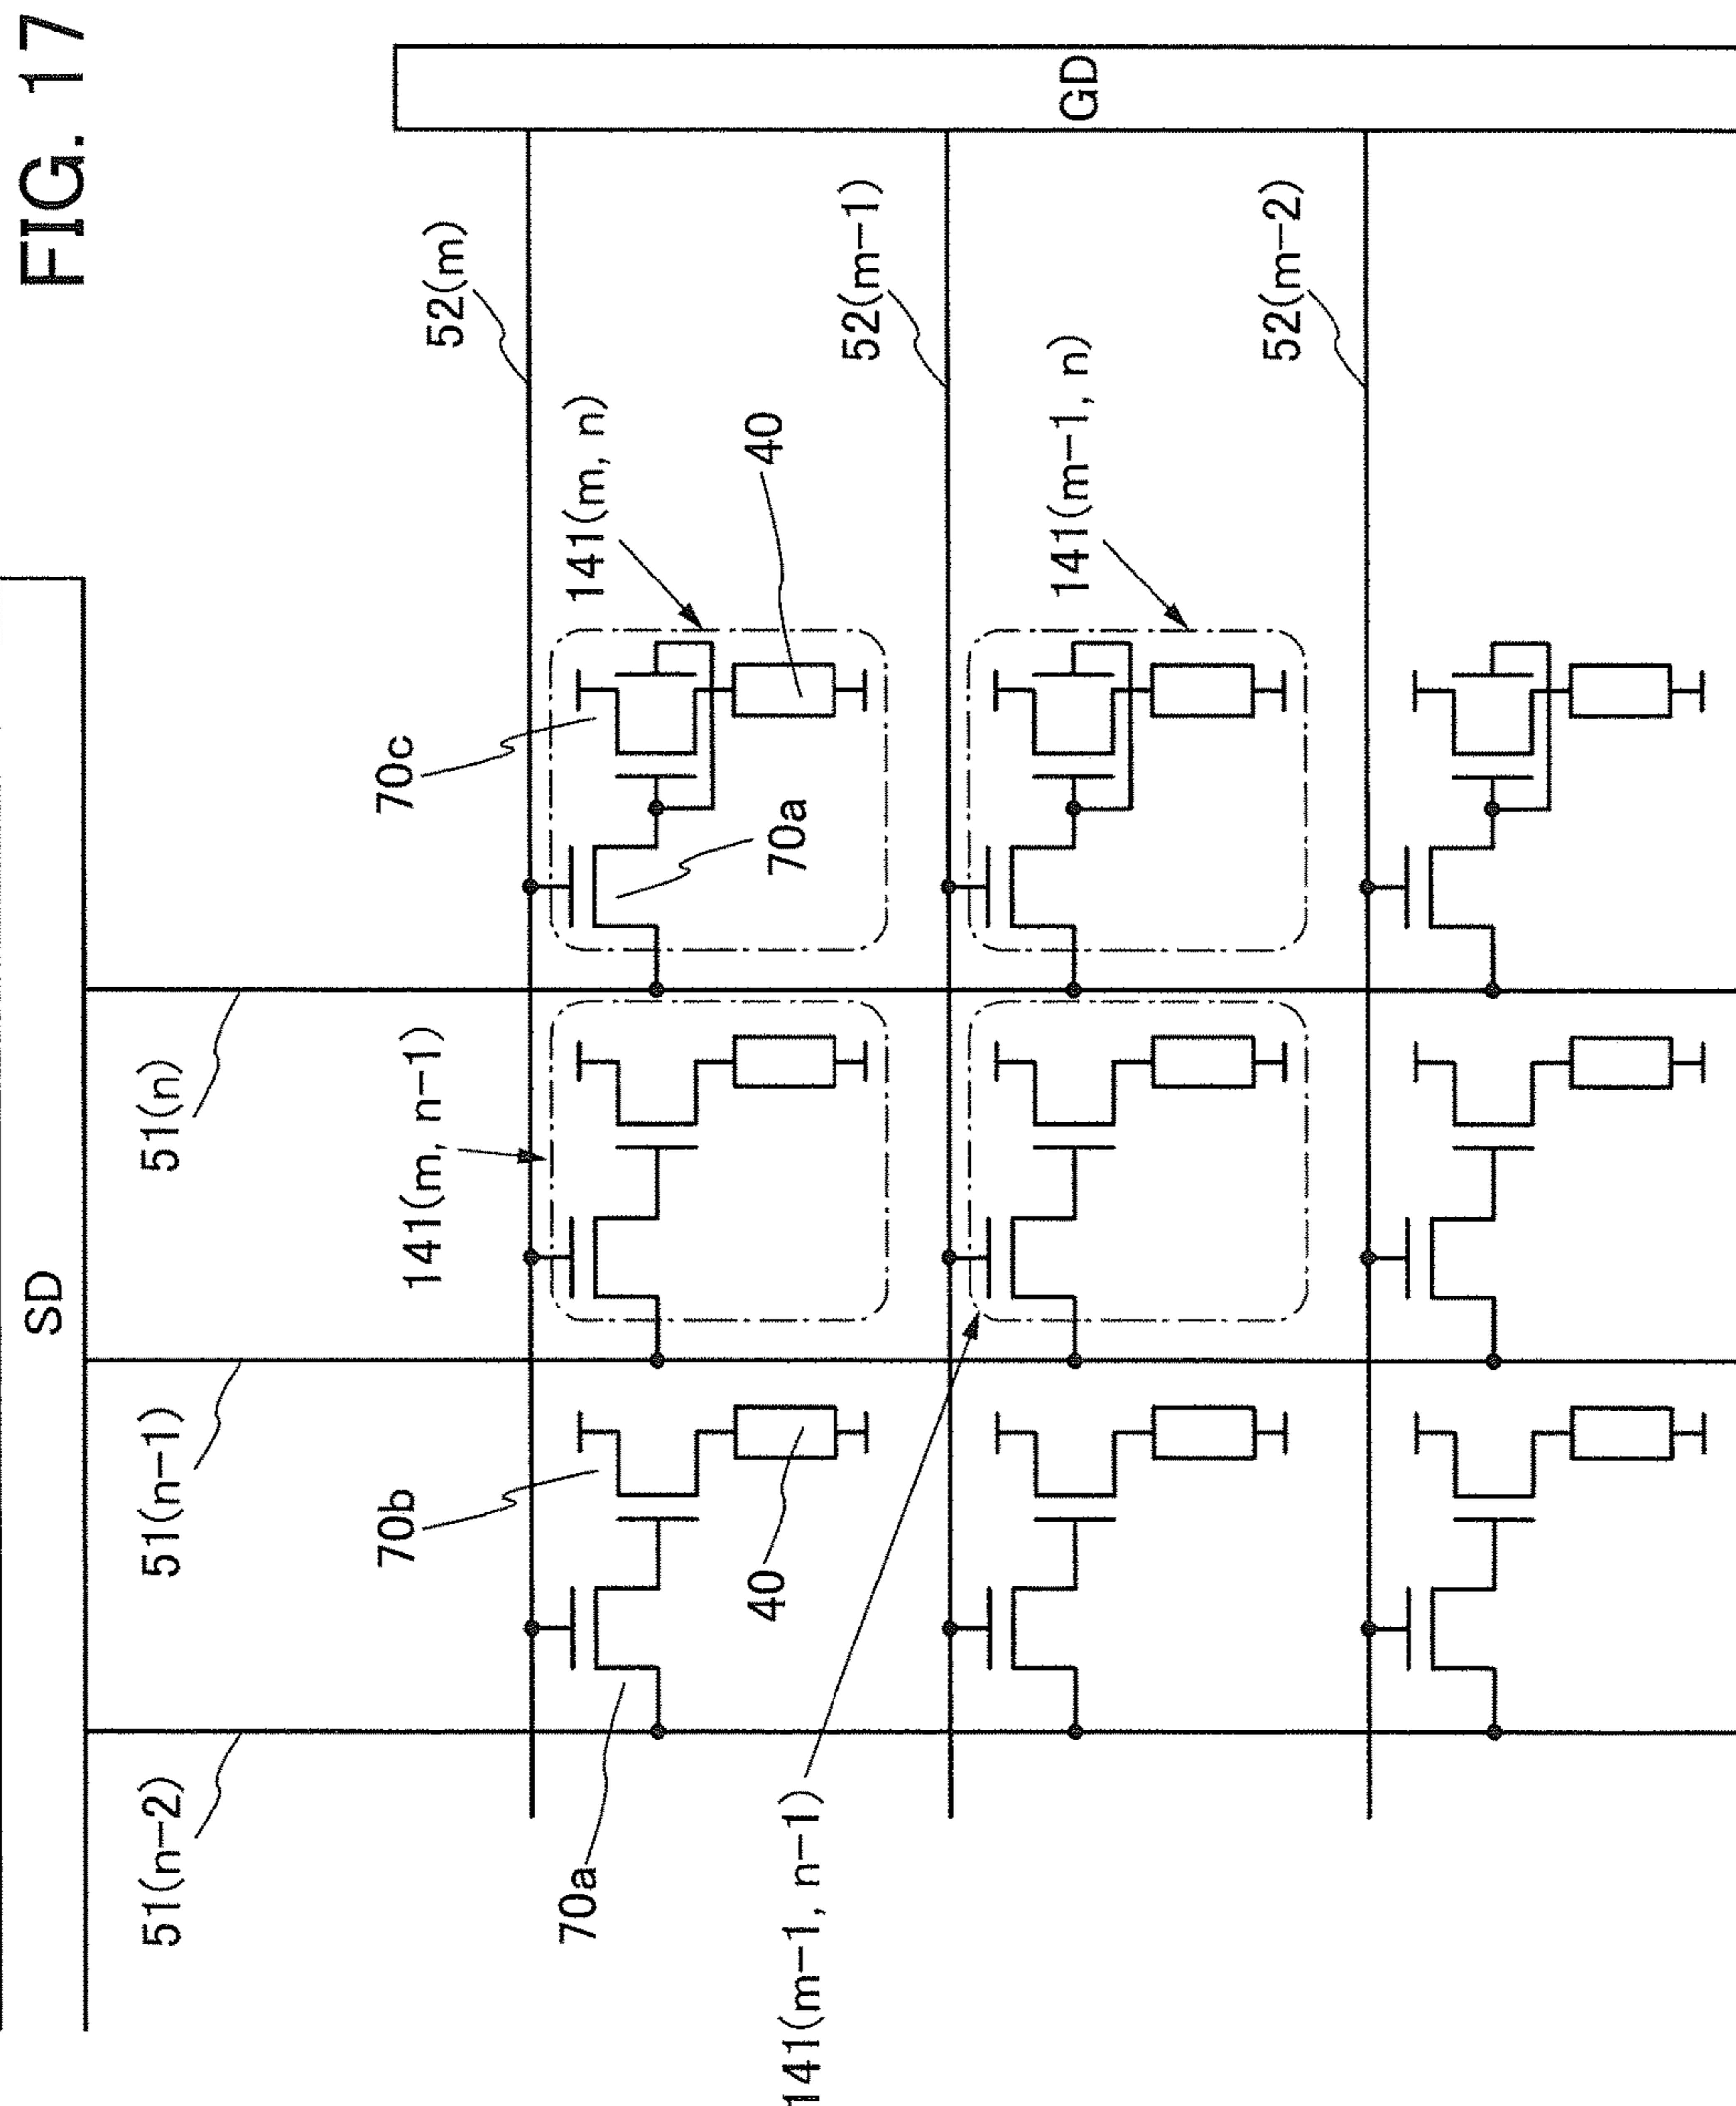 FIG. 17
SD
GD
51(n-2)
51(n-1)
51(n)
52(m)
52(m-1)
52(m-2)
141(m, n-1)
141(m, n)
70b
70c
40
70a
70a
40
141(m-1, n-1)
141(m-1, n)